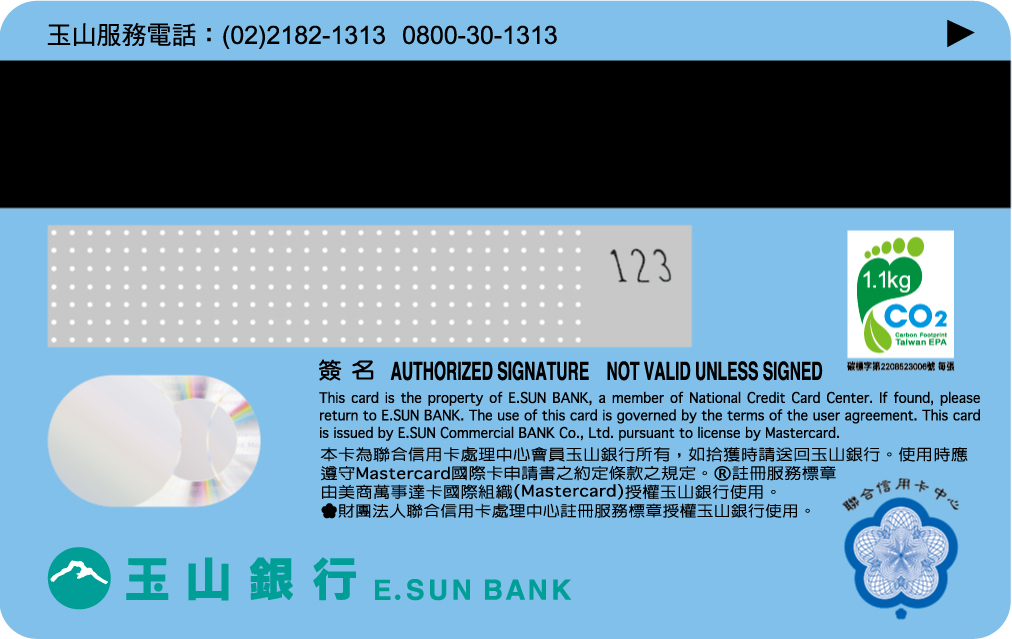 玉山服務電話：(02)2182-1313 0800-30-1313
123
1.1kg
CO2
Carbon Footprint
Taiwan EPA
碳標字第2208523006號 每張
簽名 AUTHORIZED SIGNATURE NOT VALID UNLESS SIGNED
This card is the property of E.SUN BANK, a member of National Credit Card Center. If found, please
return to E.SUN BANK. The use of this card is governed by the terms of the user agreement. This card
is issued by E.SUN Commercial BANK Co., Ltd. pursuant to license by Mastercard.
本卡為聯合信用卡處理中心會員玉山銀行所有，如拾獲時請送回玉山銀行。使用時應
遵守Mastercard國際卡申請書之約定條款之規定。®註冊服務標章
由美商萬事達卡國際組織(Mastercard)授權玉山銀行使用。
財團法人聯合信用卡處理中心註冊服務標章授權玉山銀行使用。
聯合信用卡中心
玉山銀行 E.SUN BANK